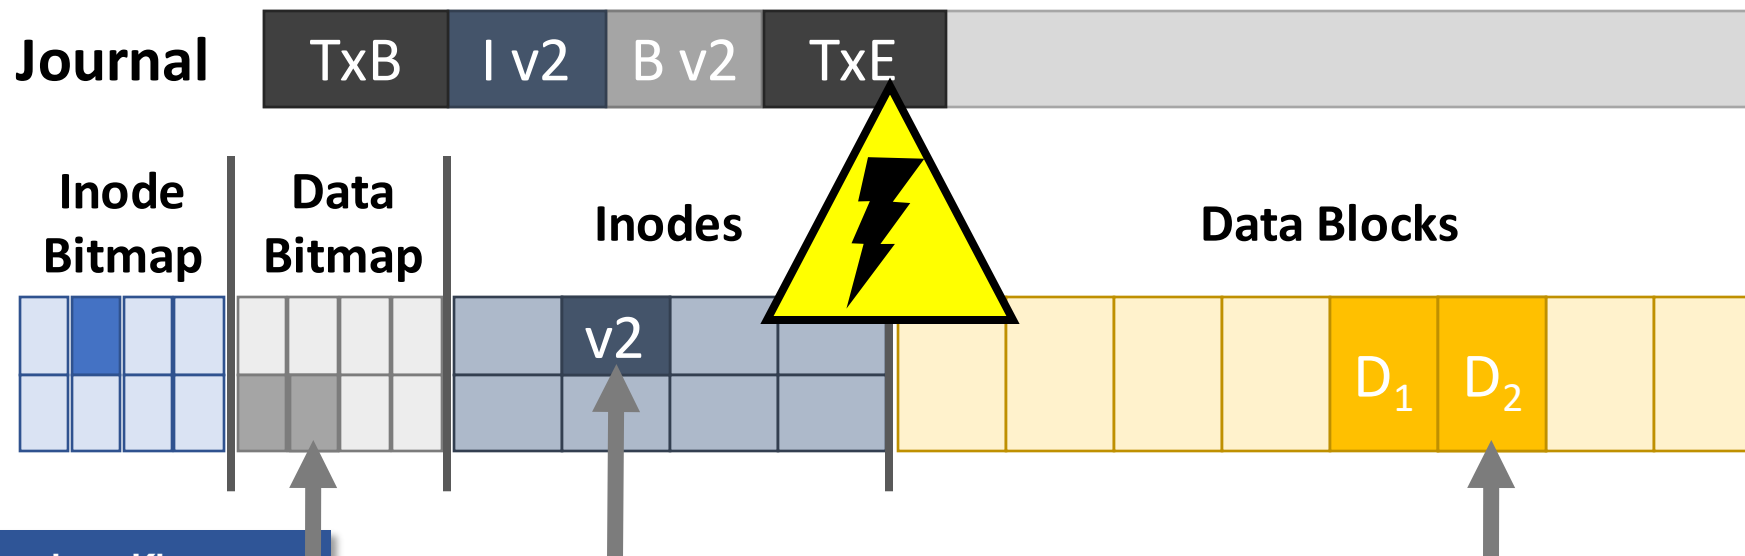 Journal
TxB
I v2
B v2
TxE
Inode
Bitmap
Data
Bitmap
Inodes
Data Blocks
v2
D₁
D₂